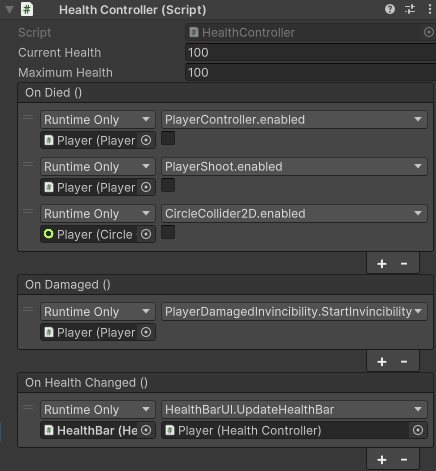 Health Controller (Script)
Script HealthController
Current Health 100
Maximum Health 100
On Died ()
Runtime Only PlayerController.enabled
Player (Player
Runtime Only PlayerShoot.enabled
Player (Player
Runtime Only CircleCollider2D.enabled
Player (Circle
+ -
On Damaged ()
Runtime Only PlayerDamagedInvincibility.StartInvincibility
Player (Player
+ -
On Health Changed ()
Runtime Only HealthBarUI.UpdateHealthBar
HealthBar (He Player (Health Controller)
+ -